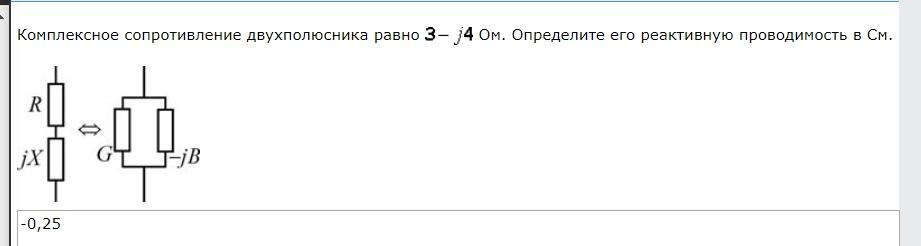 Комплексное сопротивление двухполюсника равно 3− j4 Ом. Определите его реактивную проводимость в См.
R
jX
⇔
G
−jB
-0,25